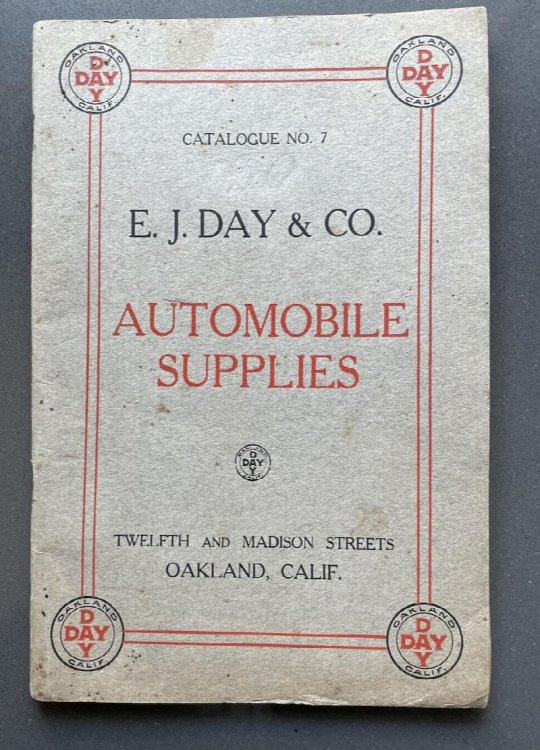 OAKLAND
D
DAY
Y
CALIF.
OAKLAND
D
DAY
Y
CALIF.
CATALOGUE NO. 7
E. J. DAY & CO.
AUTOMOBILE
SUPPLIES
D
DAY
Y
TWELFTH AND MADISON STREETS
OAKLAND, CALIF.
OAKLAND
D
DAY
Y
CALIF.
OAKLAND
D
DAY
Y
CALIF.